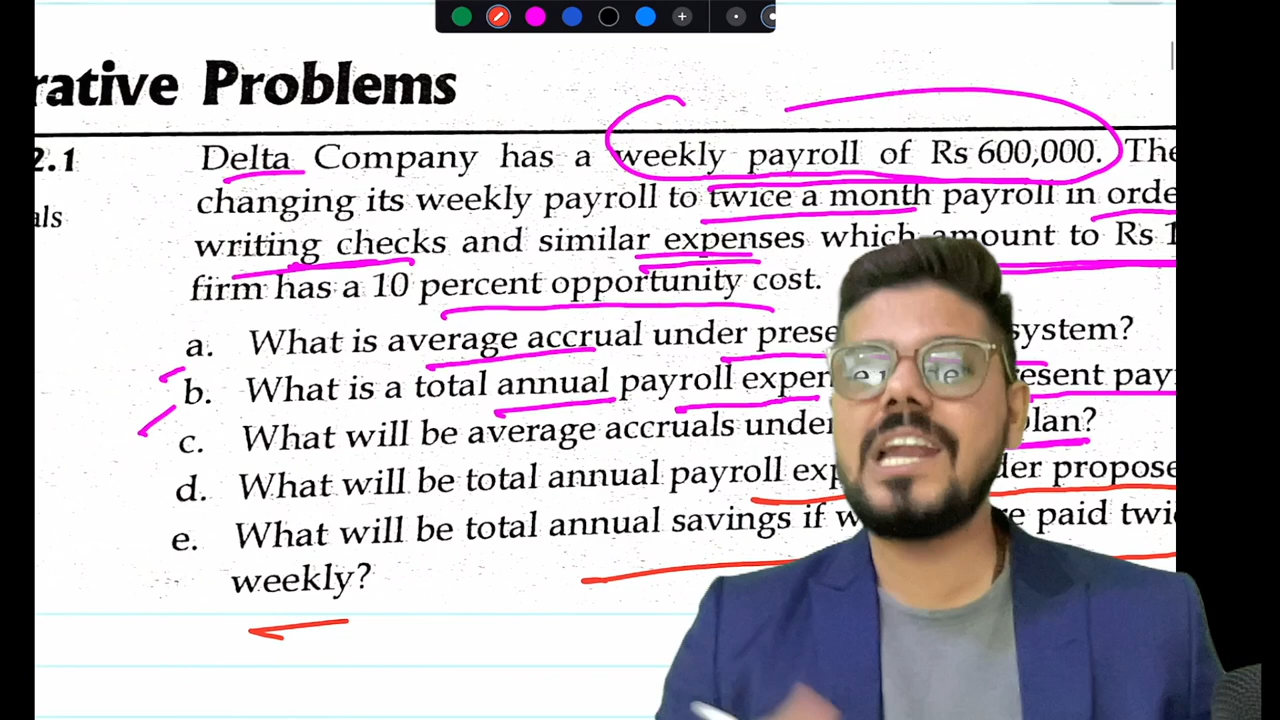 rative Problems
2.1 Delta Company has a weekly payroll of Rs 600,000. The
changing its weekly payroll to twice a month payroll in orde
als
writing checks and similar expenses which amount to Rs 1
firm has a 10 percent opportunity cost.
a. What is average accrual under prese system?
b. What is a total annual payroll expen esent pay
c. What will be average accruals under plan?
d. What will be total annual payroll exp der propose
e. What will be total annual savings if w re paid twi
weekly?